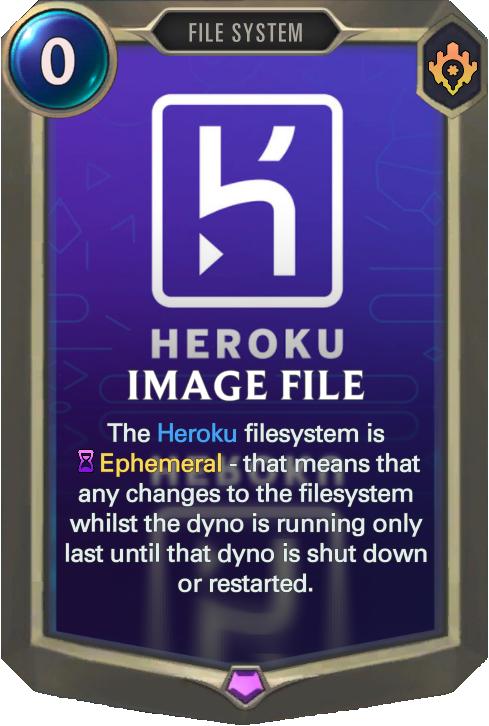 FILE SYSTEM
0
HEROKU
IMAGE FILE
The Heroku filesystem is
Ephemeral - that means that
any changes to the filesystem
whilst the dyno is running only
last until that dyno is shut down
or restarted.